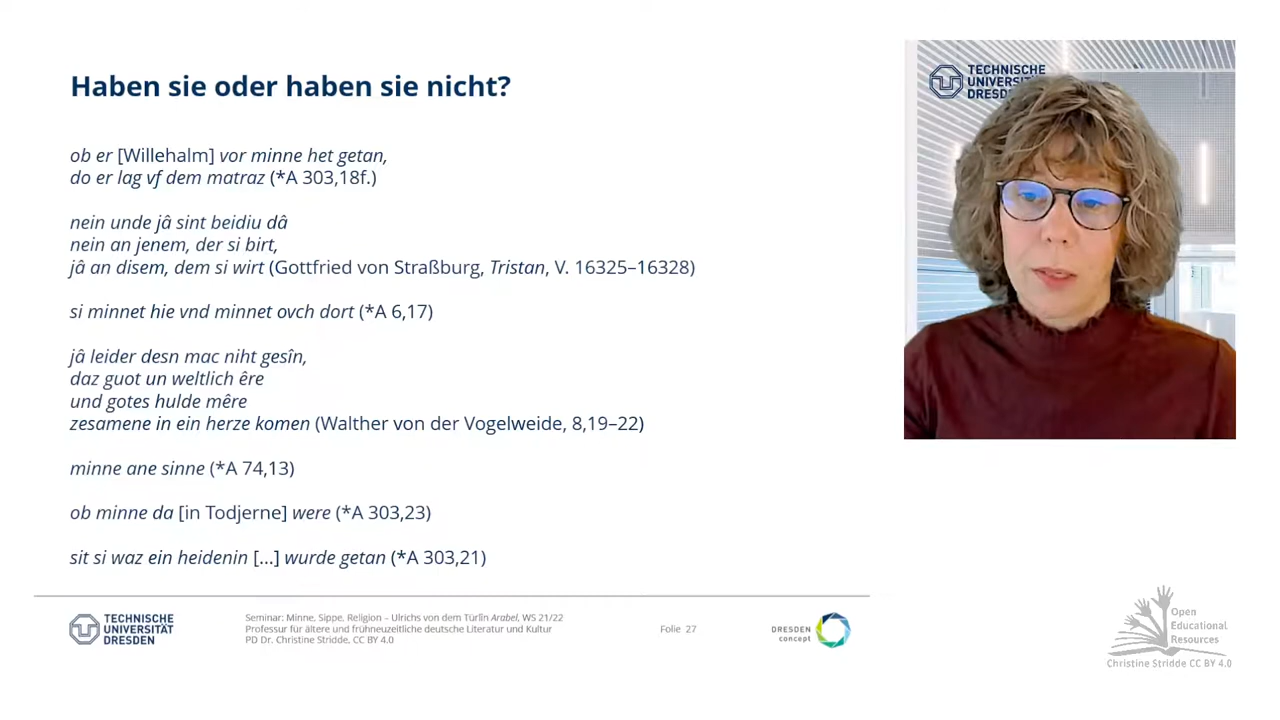 Haben sie oder haben sie nicht?
ob er [Willehalm] vor minne het getan,
do er lag vf dem matraz (*A 303,18f.)
nein unde jâ sint beidiu dâ
nein an jenem, der si birt,
jâ an disem, dem si wirt (Gottfried von Straßburg, Tristan, V. 16325–16328)
si minnet hie vnd minnet ovch dort (*A 6,17)
jâ leider desn mac niht gesîn,
daz guot un weltlich êre
und gotes hulde mêre
zesamene in ein herze komen (Walther von der Vogelweide, 8,19–22)
minne ane sinne (*A 74,13)
ob minne da [in Todjerne] were (*A 303,23)
sit si waz ein heidenin [...] wurde getan (*A 303,21)
TECHNISCHE
UNIVERSITÄT
DRESDEN
Seminar: Minne, Sippe, Religion – Ulrichs von dem Türlîn Arabel, WS 21/22
Professur für ältere und frühneuzeitliche deutsche Literatur und Kultur
PD Dr. Christine Stridde, CC BY 4.0
Folie 27
DRESDEN
concept
TECHNISCHE
UNIVERSITÄ
DRESDE
Open
Educational
Resources
Christine Stridde CC BY 4.0